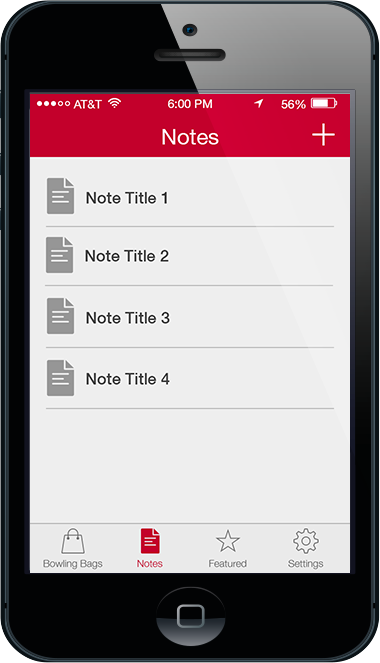 AT&T 6:00 PM 56%
Notes
Note Title 1
Note Title 2
Note Title 3
Note Title 4
Bowling Bags Notes Featured Settings